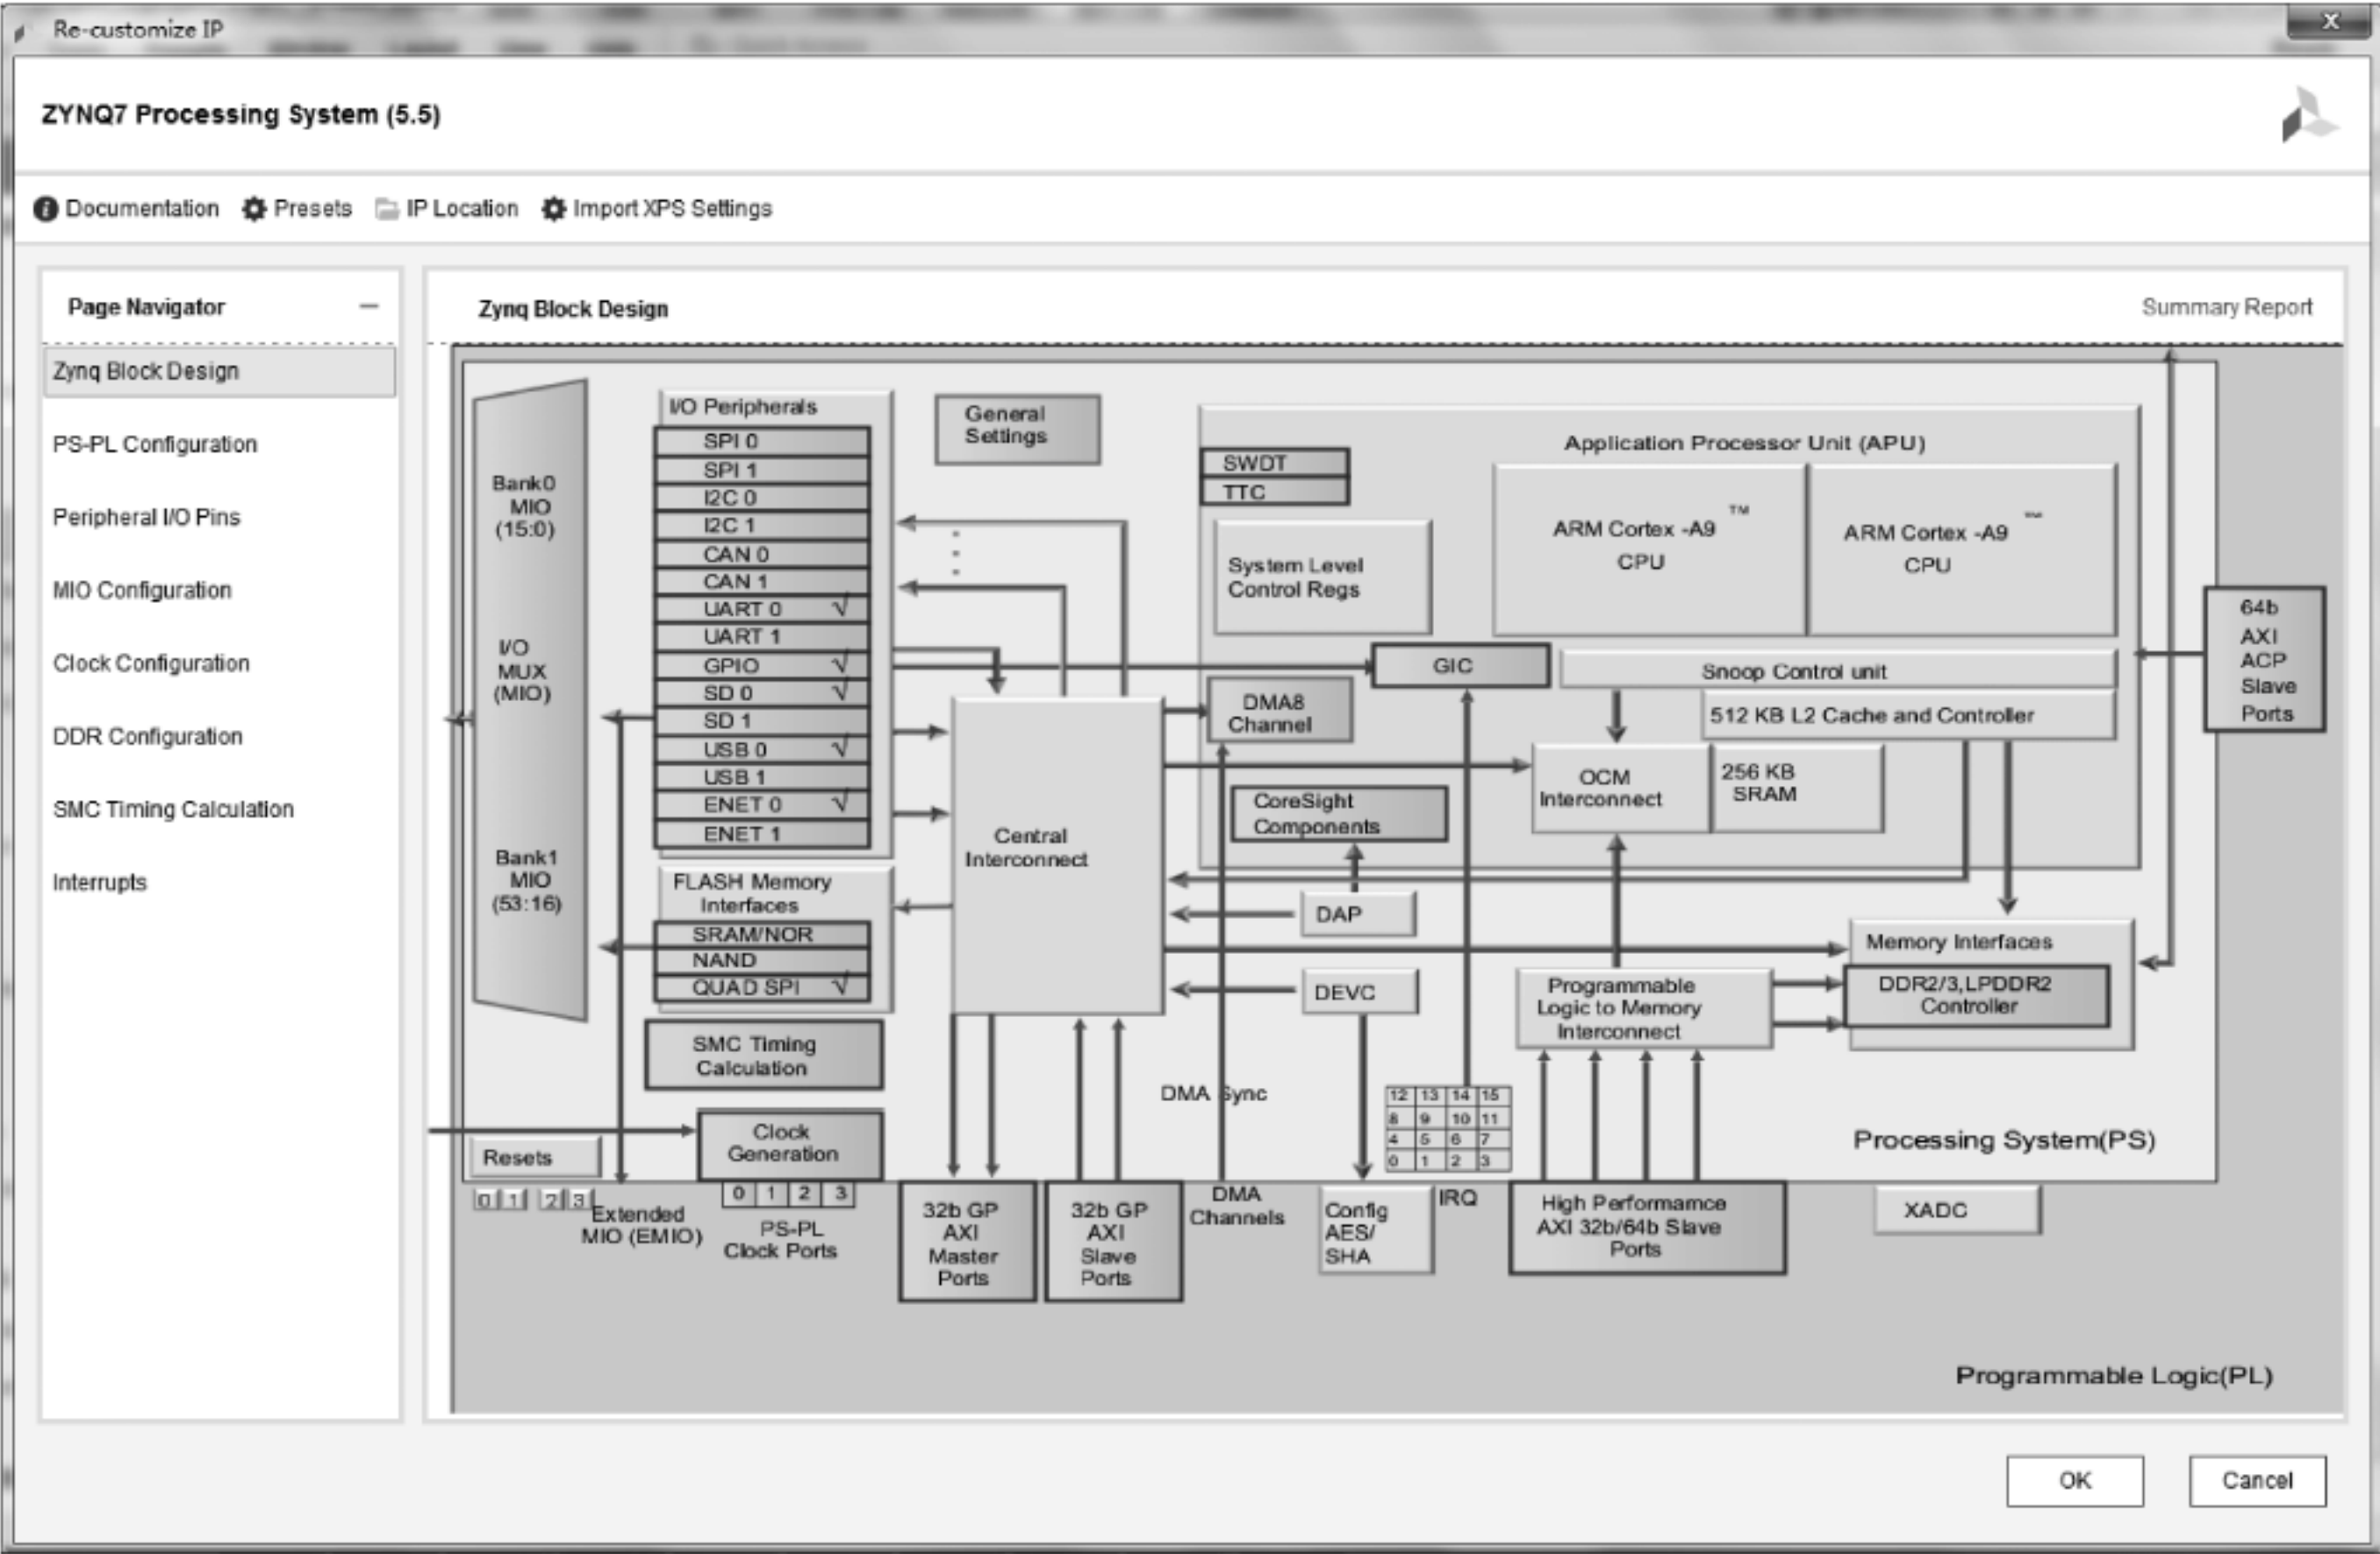 Re-customize IP
X
ZYNQ7 Processing System (5.5)
Documentation Presets IP Location Import XPS Settings
Page Navigator
Zynq Block Design
PS-PL Configuration
Peripheral I/O Pins
MIO Configuration
Clock Configuration
DDR Configuration
SMC Timing Calculation
Interrupts
Zynq Block Design
Summary Report
Bank0
MIO
(15:0)
I/O
MUX
(MIO)
Bank1
MIO
(53:16)
I/O Peripherals
SPI 0
SPI 1
I2C 0
I2C 1
CAN 0
CAN 1
UART 0 √
UART 1
GPIO √
SD 0 √
SD 1
USB 0 √
USB 1
ENET 0 √
ENET 1
FLASH Memory
Interfaces
SRAM/NOR
NAND
QUAD SPI √
SMC Timing
Calculation
Clock
Generation
0 1 2 3
PS-PL
Clock Ports
Resets
0 1 2 3
Extended
MIO (EMIO)
General
Settings
Central
Interconnect
32b GP
AXI
Master
Ports
32b GP
AXI
Slave
Ports
Application Processor Unit (APU)
SWDT
TTC
System Level
Control Regs
ARM Cortex -A9 ™
CPU
ARM Cortex -A9 ™
CPU
GIC
Snoop Control unit
DMA8
Channel
512 KB L2 Cache and Controller
OCM
Interconnect
256 KB
SRAM
CoreSight
Components
DAP
DEVC
DMA Sync
DMA
Channels
Config
AES/
SHA
12 13 14 15
8 9 10 11
4 5 6 7
0 1 2 3
IRQ
Programmable
Logic to Memory
Interconnect
Memory Interfaces
DDR2/3,LPDDR2
Controller
High Performamce
AXI 32b/64b Slave
Ports
XADC
Processing System(PS)
64b
AXI
ACP
Slave
Ports
Programmable Logic(PL)
OK
Cancel